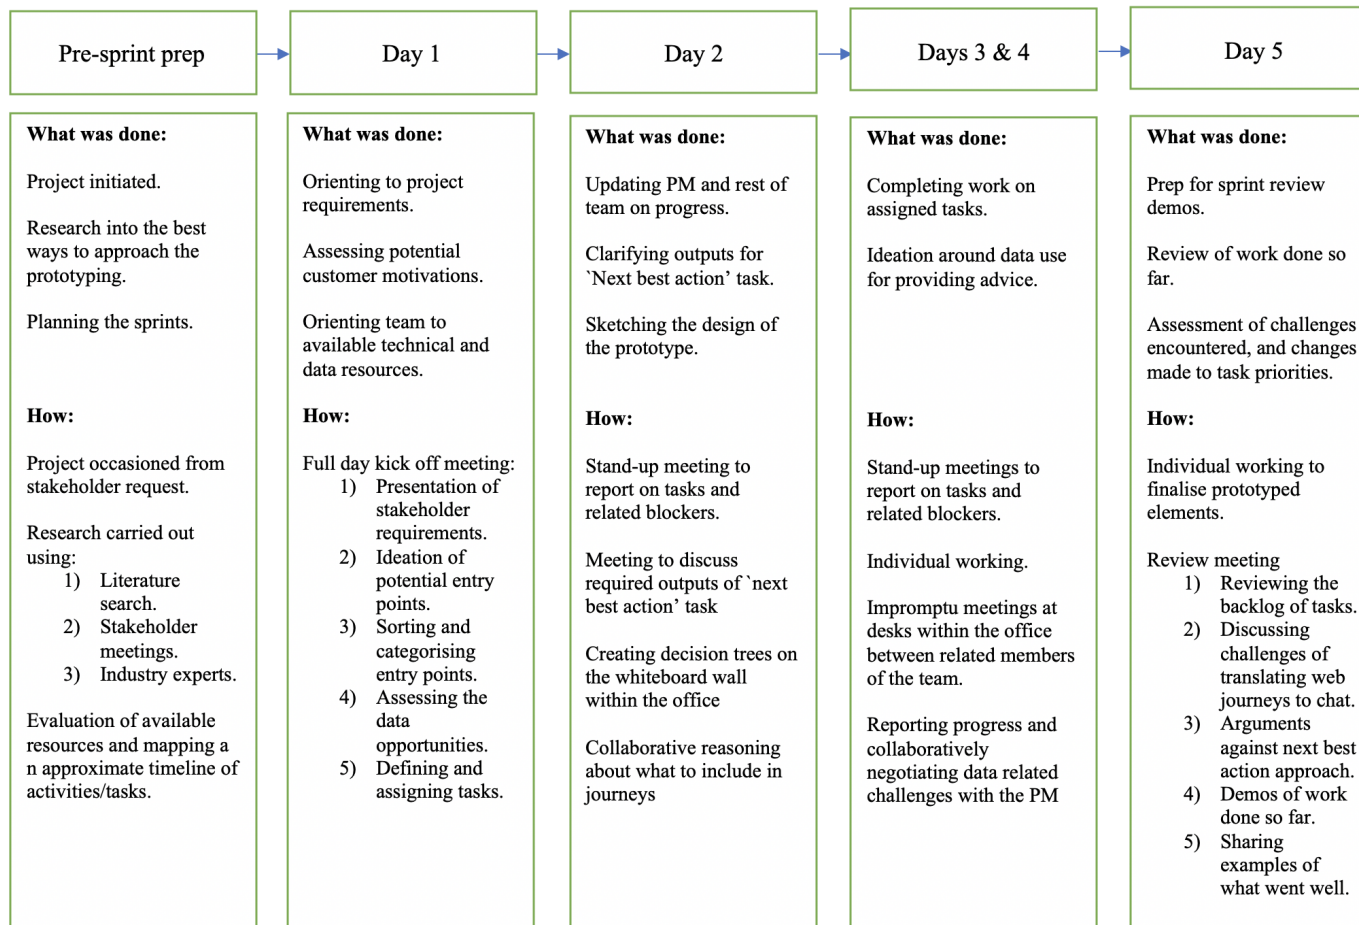 Pre-sprint prep
Day 1
Day 2
Days 3 & 4
Day 5
What was done:
Project initiated.
Research into the best
ways to approach the
prototyping.
Planning the sprints.
How:
Project occasioned from
stakeholder request.
Research carried out
using:
1) Literature
search.
2) Stakeholder
meetings.
3) Industry experts.
Evaluation of available
resources and mapping a
n approximate timeline of
activities/tasks.
What was done:
Orienting to project
requirements.
Assessing potential
customer motivations.
Orienting team to
available technical and
data resources.
How:
Full day kick off meeting:
1) Presentation of
stakeholder
requirements.
2) Ideation of
potential entry
points.
3) Sorting and
categorising
entry points.
4) Assessing the
data
opportunities.
5) Defining and
assigning tasks.
What was done:
Updating PM and rest of
team on progress.
Clarifying outputs for
`Next best action’ task.
Sketching the design of
the prototype.
How:
Stand-up meeting to
report on tasks and
related blockers.
Meeting to discuss
required outputs of `next
best action’ task
Creating decision trees on
the whiteboard wall
within the office
Collaborative reasoning
about what to include in
journeys
What was done:
Completing work on
assigned tasks.
Ideation around data use
for providing advice.
How:
Stand-up meetings to
report on tasks and
related blockers.
Individual working.
Impromptu meetings at
desks within the office
between related members
of the team.
Reporting progress and
collaboratively
negotiating data related
challenges with the PM
What was done:
Prep for sprint review
demos.
Review of work done so
far.
Assessment of challenges
encountered, and changes
made to task priorities.
How:
Individual working to
finalise prototyped
elements.
Review meeting
1) Reviewing the
backlog of tasks.
2) Discussing
challenges of
translating web
journeys to chat.
3) Arguments
against next best
action approach.
4) Demos of work
done so far.
5) Sharing
examples of
what went well.